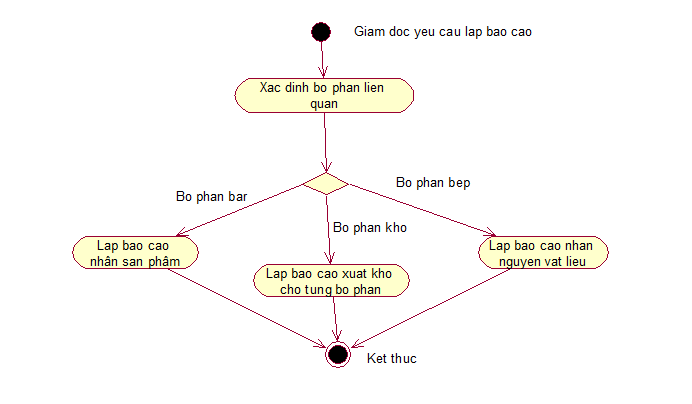 Giam doc yeu cau lap bao cao
Xac dinh bo phan lien
quan
Bo phan bar
Bo phan bep
Bo phan kho
Lap bao cao
nhân san phâm
Lap bao cao xuat kho
cho tung bo phan
Lap bao cao nhan
nguyen vat lieu
Ket thuc